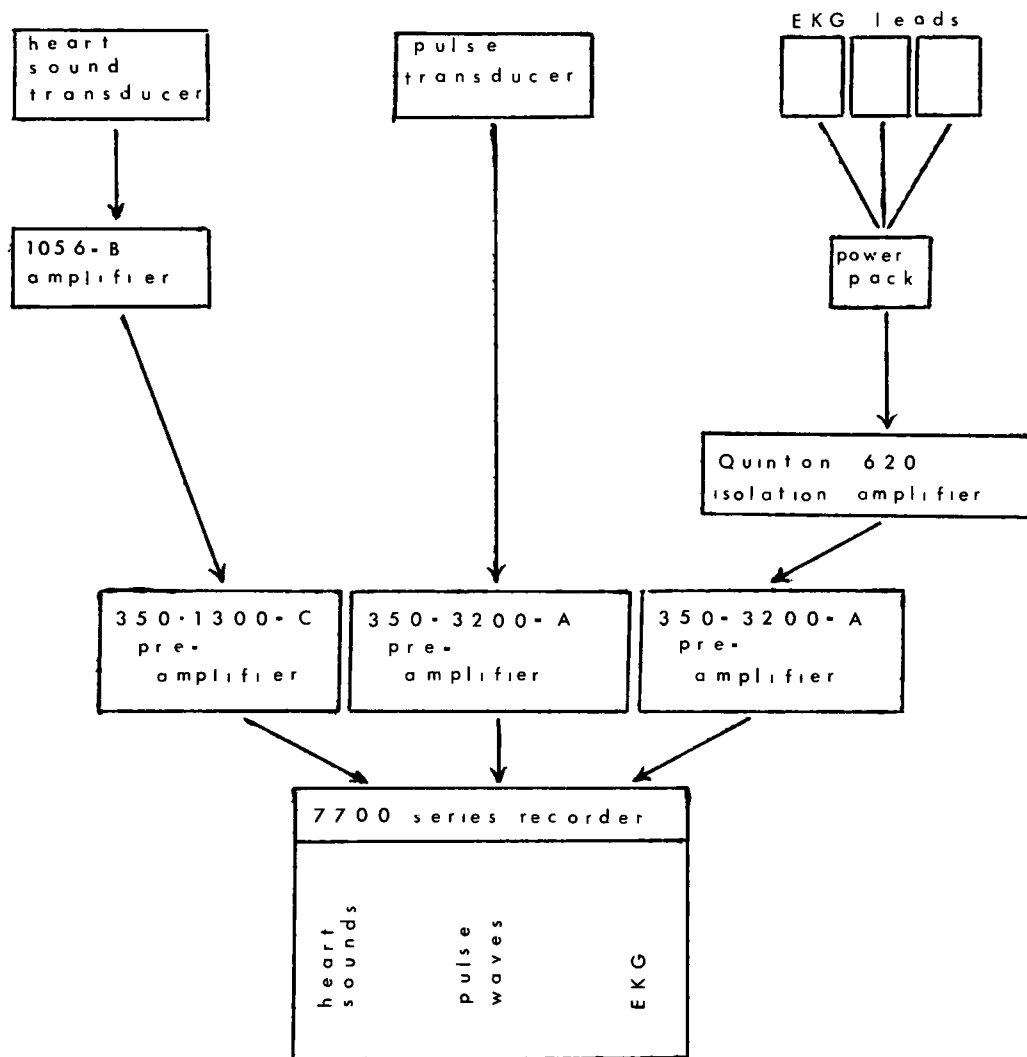 heart
sound
transducer
pulse
transducer
EKG leads
1056-B
amplifier
power
pack
Quinton 620
isolation amplifier
350-1300-C
pre-
amplifier
350-3200-A
pre-
amplifier
350-3200-A
pre-
amplifier
7700 series recorder
heart
sounds
pulse
waves
EKG